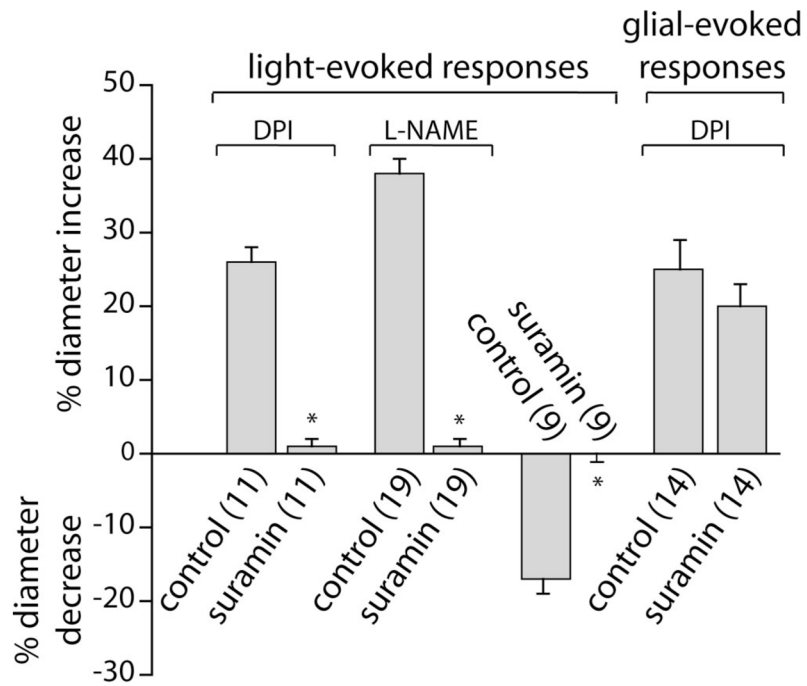 glial-evoked
responses
light-evoked responses
DPI
L-NAME
DPI
% diameter increase
% diameter
decrease
50
40
30
20
10
0
-10
-20
-30
*
*
*
control (11)
suramin (11)
control (19)
suramin (19)
control (9)
suramin (9)
control (14)
suramin (14)